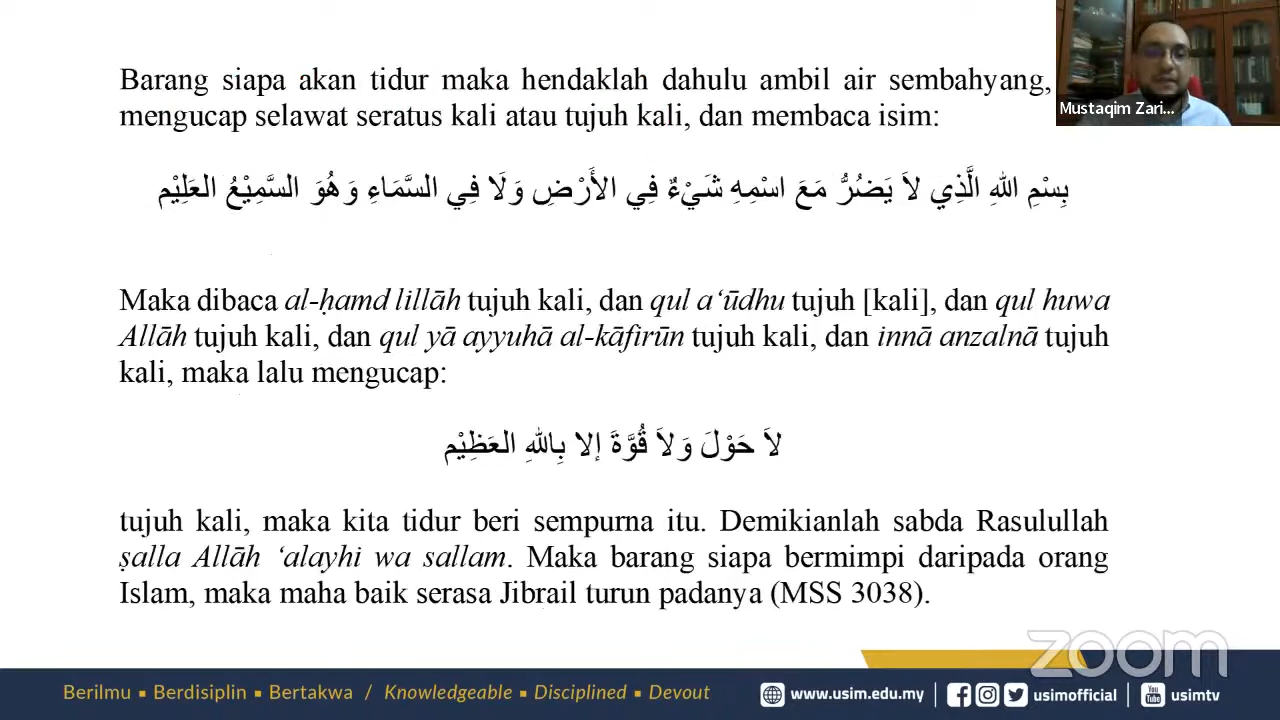 Barang siapa akan tidur maka hendaklah dahulu ambil air sembahyang,
mengucap selawat seratus kali atau tujuh kali, dan membaca isim:
بِسْمِ اللهِ الَّذِي لاَ يَضُرُّ مَعَ اسْمِهِ شَيْءٌ فِي الأَرْضِ وَلَا فِي السَّمَاءِ وَهُوَ السَّمِيْعُ العَلِيْم
Maka dibaca al-ḥamd lillāh tujuh kali, dan qul a‘ūdhu tujuh [kali], dan qul huwa
Allāh tujuh kali, dan qul yā ayyuhā al-kāfirūn tujuh kali, dan innā anzalnā tujuh
kali, maka lalu mengucap:
لاَ حَوْلَ وَلاَ قُوَّةَ إلا بِاللهِ العَظِيْم
tujuh kali, maka kita tidur beri sempurna itu. Demikianlah sabda Rasulullah
ṣalla Allāh ‘alayhi wa sallam. Maka barang siapa bermimpi daripada orang
Islam, maka maha baik serasa Jibrail turun padanya (MSS 3038).
Mustaqim Zari...
zoom
Berilmu ▪ Berdisiplin ▪ Bertakwa / Knowledgeable ▪ Disciplined ▪ Devout
www.usim.edu.my | usimofficial | You Tube usimtv